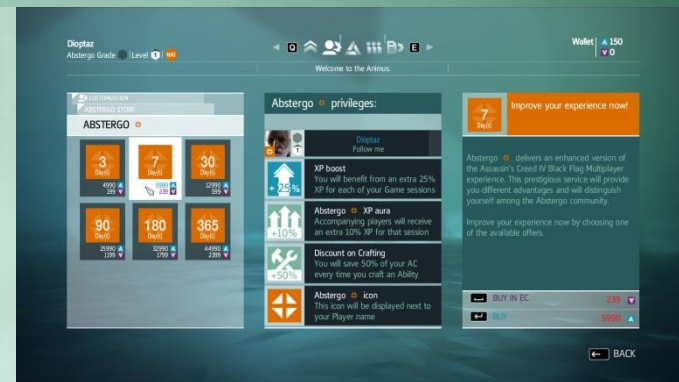 Dioptaz
Abstergo Grade Level 1 NAT
Q E
Welcome to the Animus.
Wallet 150
0
CUSTOMIZATION
ABSTERGO STORE
ABSTERGO
3
Day(s)
4990
199
7
Day(s)
5990
239
30
Day(s)
12990
599
90
Day(s)
25990
1199
180
Day(s)
32990
1799
365
Day(s)
44990
2399
Abstergo privileges:
Dioptaz
Follow me
1
XP boost
You will benefit from an extra 25%
XP for each of your Game sessions
+ 25%
Abstergo XP aura
Accompanying players will receive
an extra 10% XP for that session
+10%
Discount on Crafting
You will save 50% of your AC
every time you craft an Ability
+50%
Abstergo icon
This icon will be displayed next to
your Player name
7
Day(s)
Improve your experience now!
Abstergo delivers an enhanced version of
the Assassin's Creed IV Black Flag Multiplayer
experience. This prestigious service will provide
you different advantages and will distinguish
yourself among the Abstergo community.
Improve your experience now by choosing one
of the available offers.
BUY IN EC 239
BUY 5990
BACK